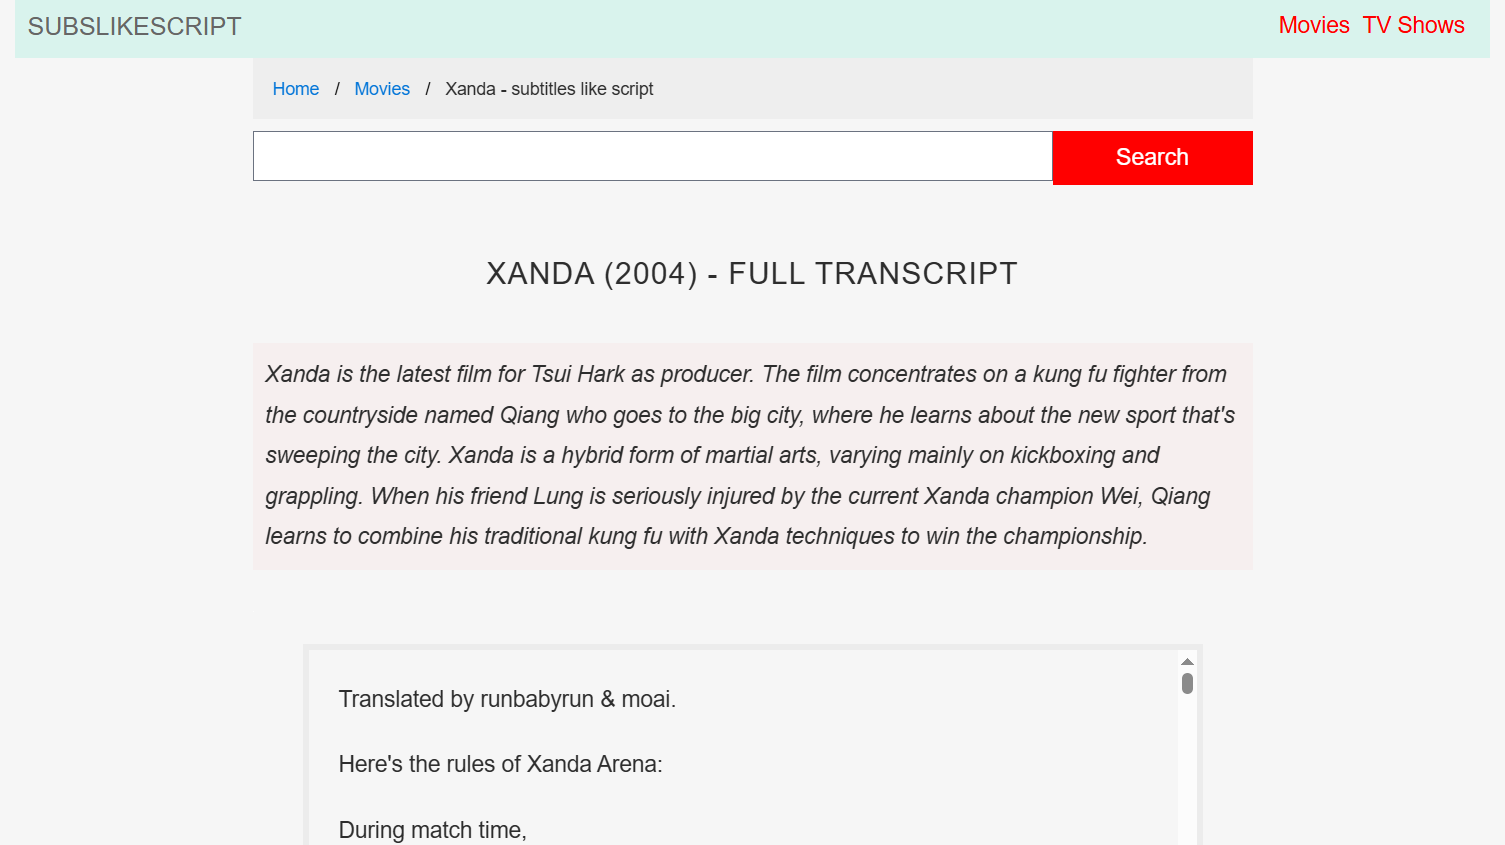 SUBSLIKESCRIPT
Movies TV Shows
Home / Movies / Xanda - subtitles like script
Search
XANDA (2004) - FULL TRANSCRIPT
Xanda is the latest film for Tsui Hark as producer. The film concentrates on a kung fu fighter from
the countryside named Qiang who goes to the big city, where he learns about the new sport that's
sweeping the city. Xanda is a hybrid form of martial arts, varying mainly on kickboxing and
grappling. When his friend Lung is seriously injured by the current Xanda champion Wei, Qiang
learns to combine his traditional kung fu with Xanda techniques to win the championship.
Translated by runbabyrun & moai.
Here's the rules of Xanda Arena:
During match time,